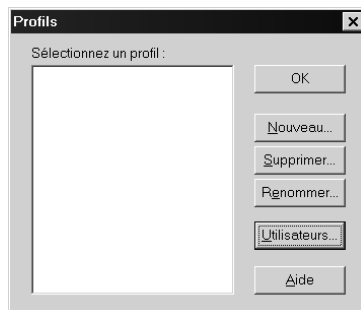 Profils
Sélectionnez un profil :
OK
Nouveau...
Supprimer...
Renommer...
Utilisateurs...
Aide